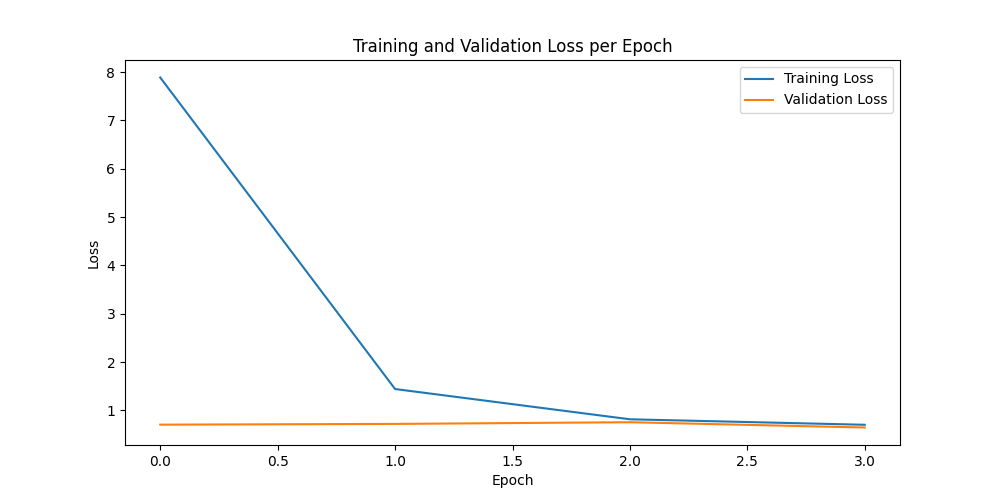 Training and Validation Loss per Epoch
Training Loss
Validation Loss
8
7
6
5
4
3
2
1
Loss
0.0 0.5 1.0 1.5 2.0 2.5 3.0
Epoch